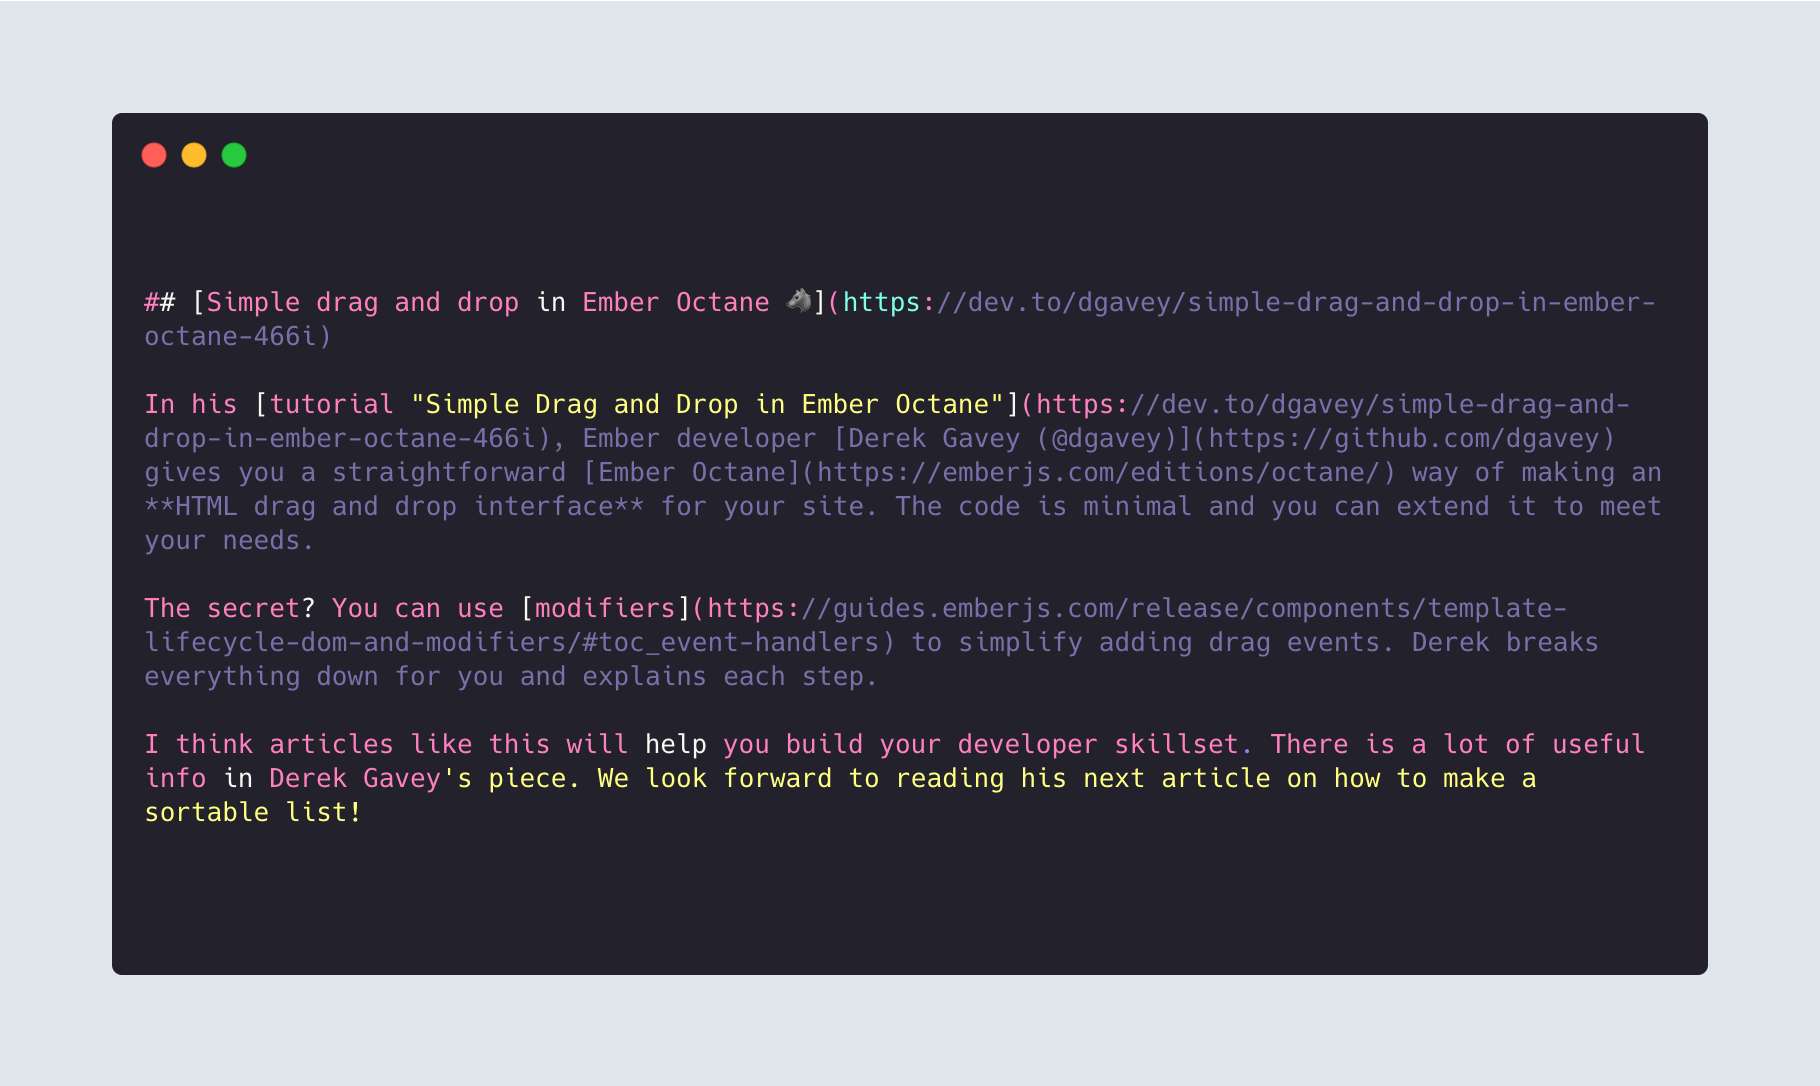 ## [Simple drag and drop in Ember Octane 🐴](https://dev.to/dgavey/simple-drag-and-drop-in-ember-
octane-466i)
In his [tutorial "Simple Drag and Drop in Ember Octane"](https://dev.to/dgavey/simple-drag-and-
drop-in-ember-octane-466i), Ember developer [Derek Gavey (@dgavey)](https://github.com/dgavey)
gives you a straightforward [Ember Octane](https://emberjs.com/editions/octane/) way of making an
**HTML drag and drop interface** for your site. The code is minimal and you can extend it to meet
your needs.
The secret? You can use [modifiers](https://guides.emberjs.com/release/components/template-
lifecycle-dom-and-modifiers/#toc_event-handlers) to simplify adding drag events. Derek breaks
everything down for you and explains each step.
I think articles like this will help you build your developer skillset. There is a lot of useful
info in Derek Gavey's piece. We look forward to reading his next article on how to make a
sortable list!